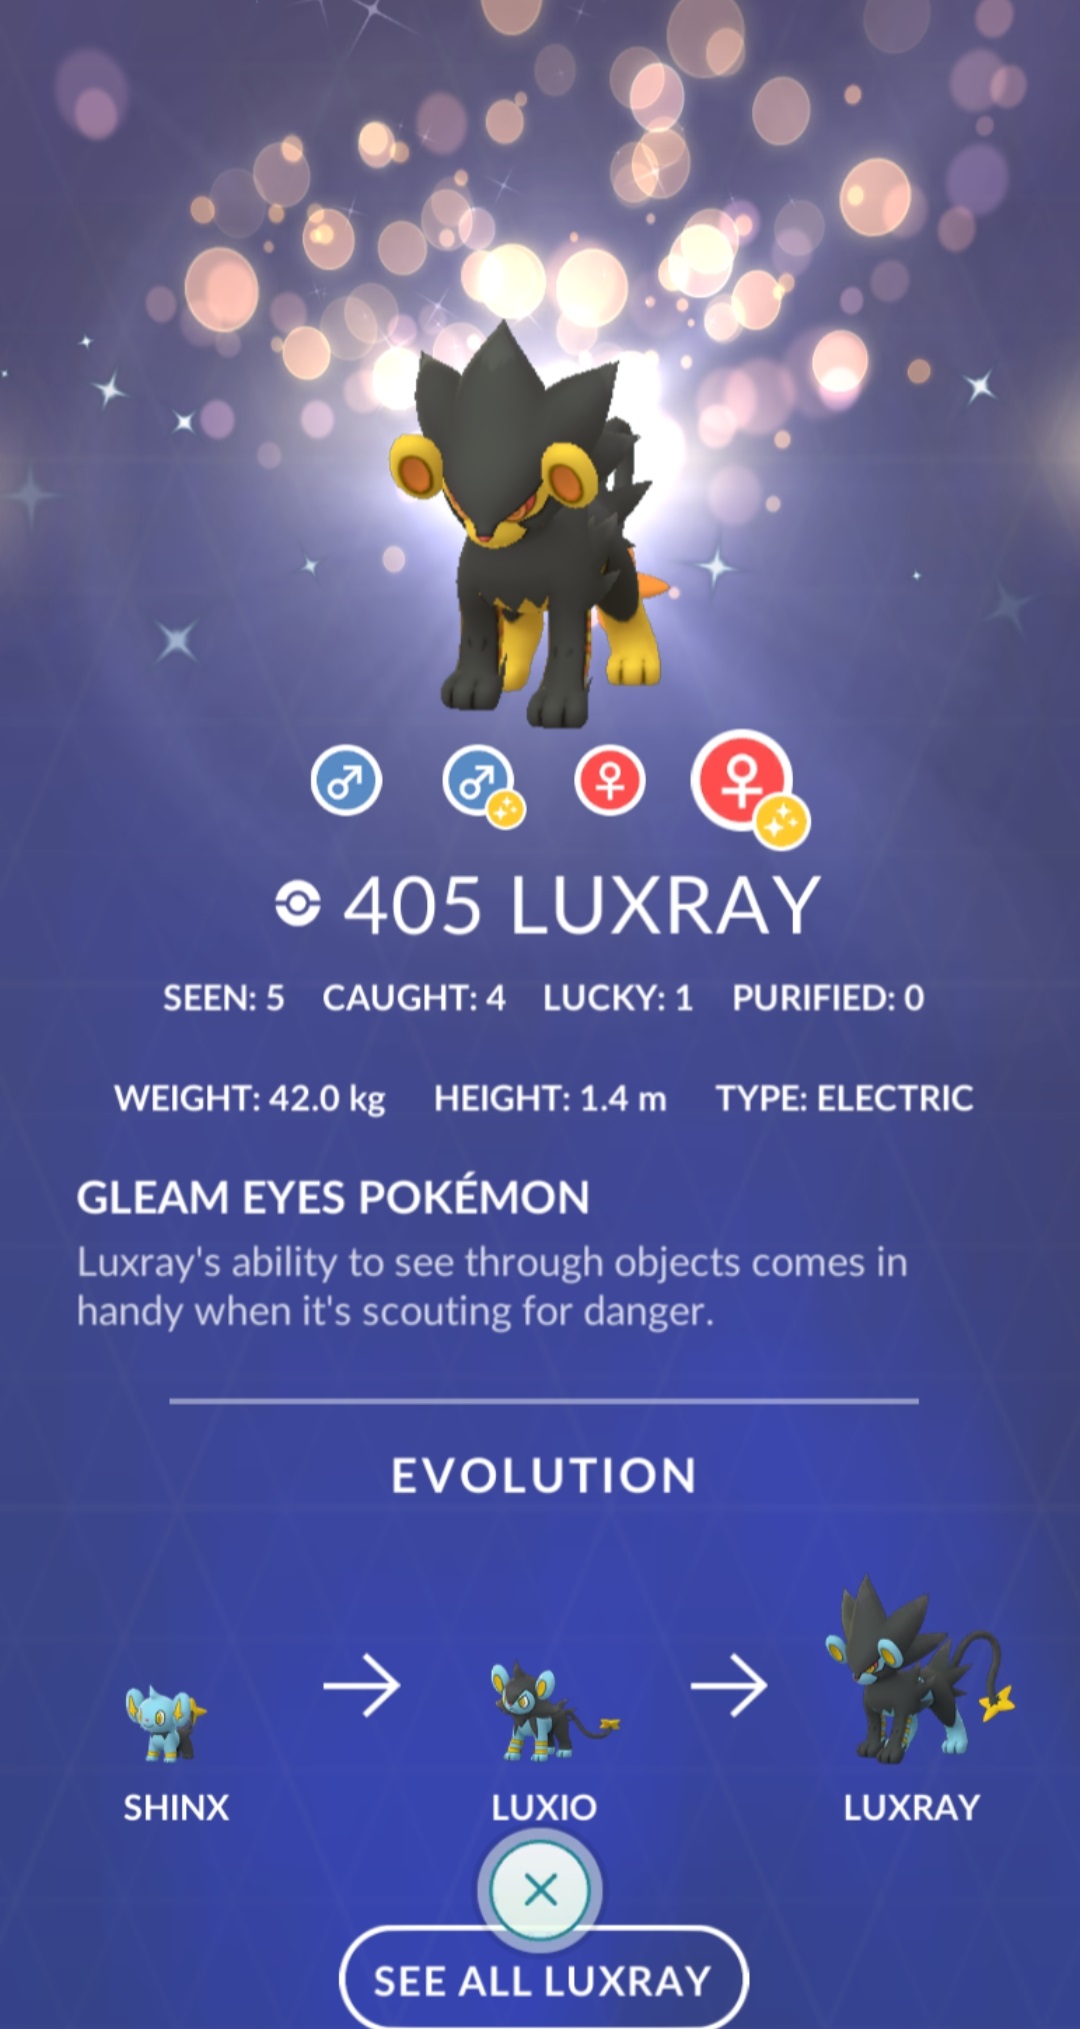 405 LUXRAY
SEEN: 5 CAUGHT: 4 LUCKY: 1 PURIFIED: 0
WEIGHT: 42.0 kg HEIGHT: 1.4 m TYPE: ELECTRIC
GLEAM EYES POKÉMON
Luxray's ability to see through objects comes in
handy when it's scouting for danger.
EVOLUTION
SHINX LUXIO LUXRAY
SEE ALL LUXRAY